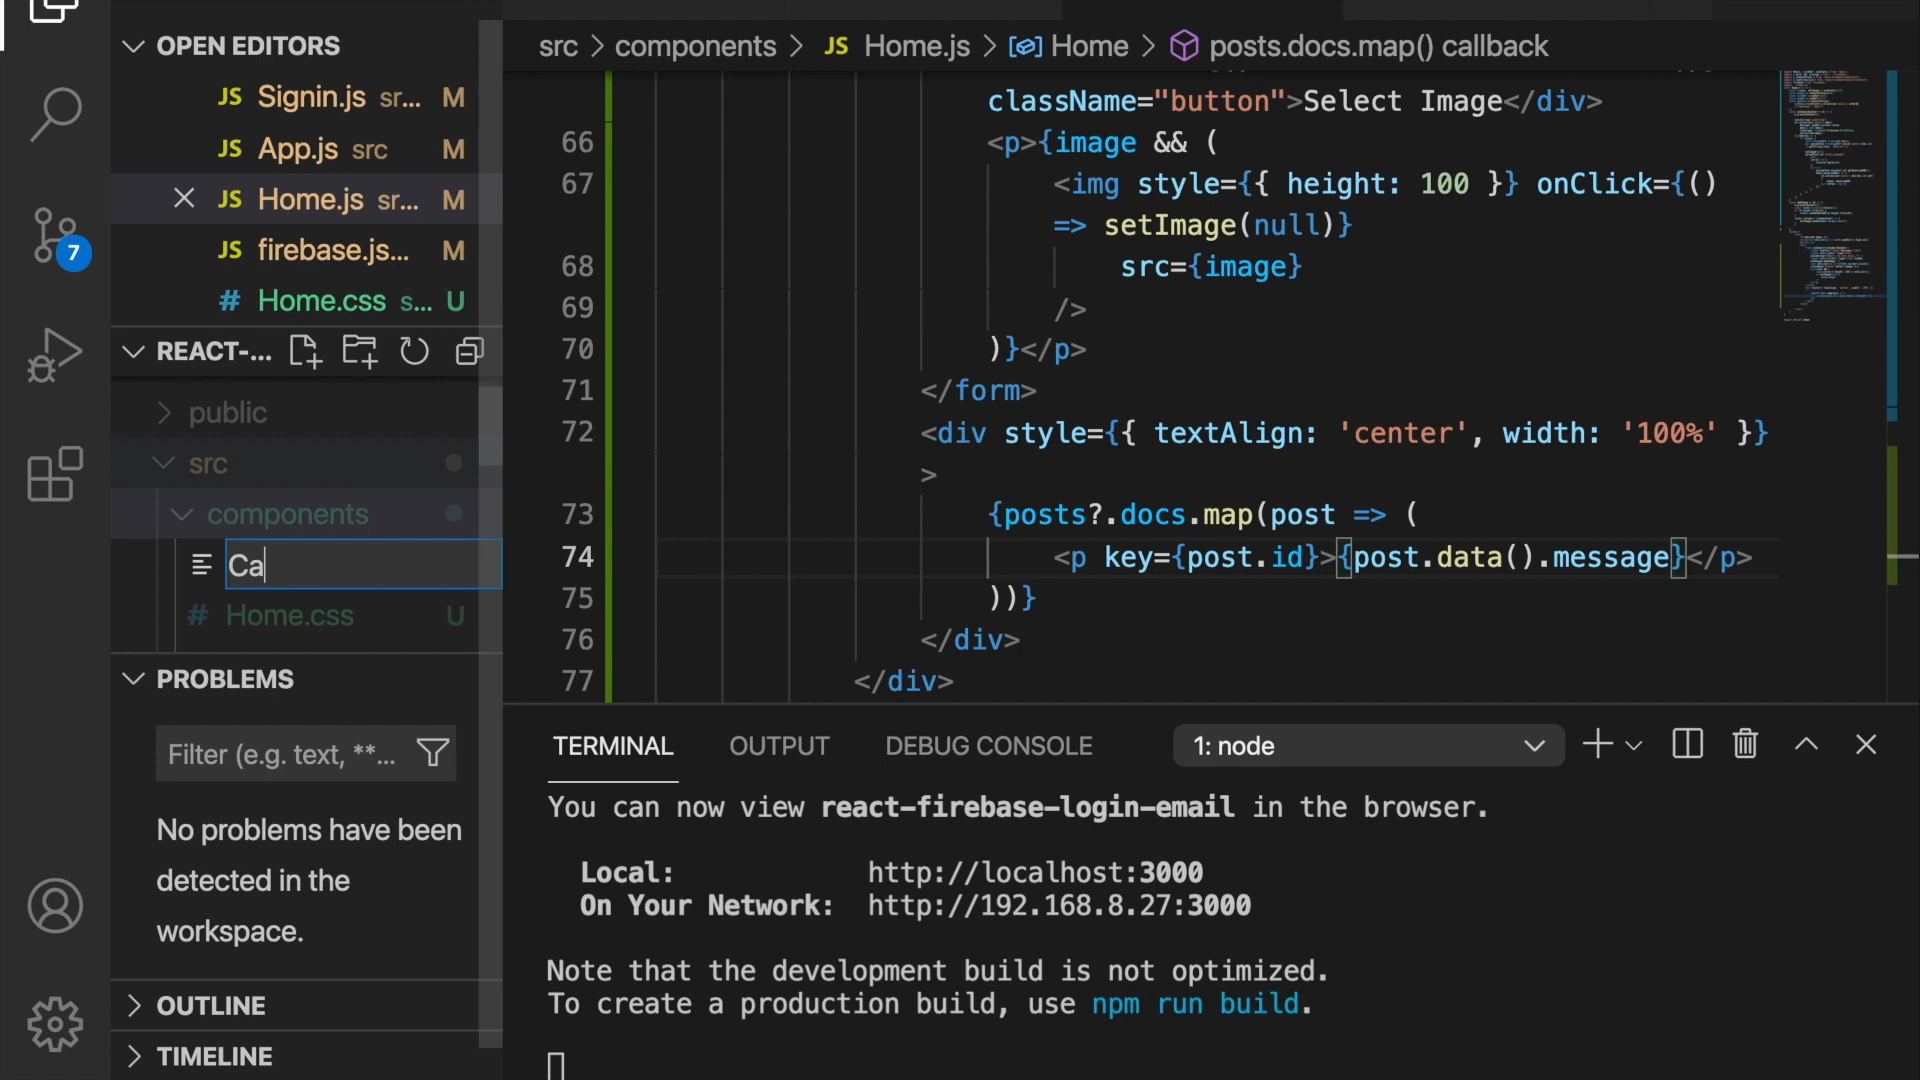 OPEN EDITORS
JS Signin.js sr... M
JS App.js src M
JS Home.js sr... M
JS firebase.js... M
# Home.css s... U
7
REACT-...
public
src
components
Ca
# Home.css U
PROBLEMS
Filter (e.g. text, **...
No problems have been
detected in the
workspace.
OUTLINE
TIMELINE
src > components > JS Home.js > Home > posts.docs.map() callback
className="button">Select Image</div>
66 <p>{image && (
67 <img style={{ height: 100 }} onClick={()
=> setImage(null)}
68 src={image}
69 />
70 )}</p>
71 </form>
72 <div style={{ textAlign: 'center', width: '100%' }}
>
73 {posts?.docs.map(post => (
74 <p key={post.id}>{post.data().message}</p>
75 ))}
76 </div>
77 </div>
TERMINAL OUTPUT DEBUG CONSOLE 1: node
You can now view react-firebase-login-email in the browser.
Local: http://localhost:3000
On Your Network: http://192.168.8.27:3000
Note that the development build is not optimized.
To create a production build, use npm run build.